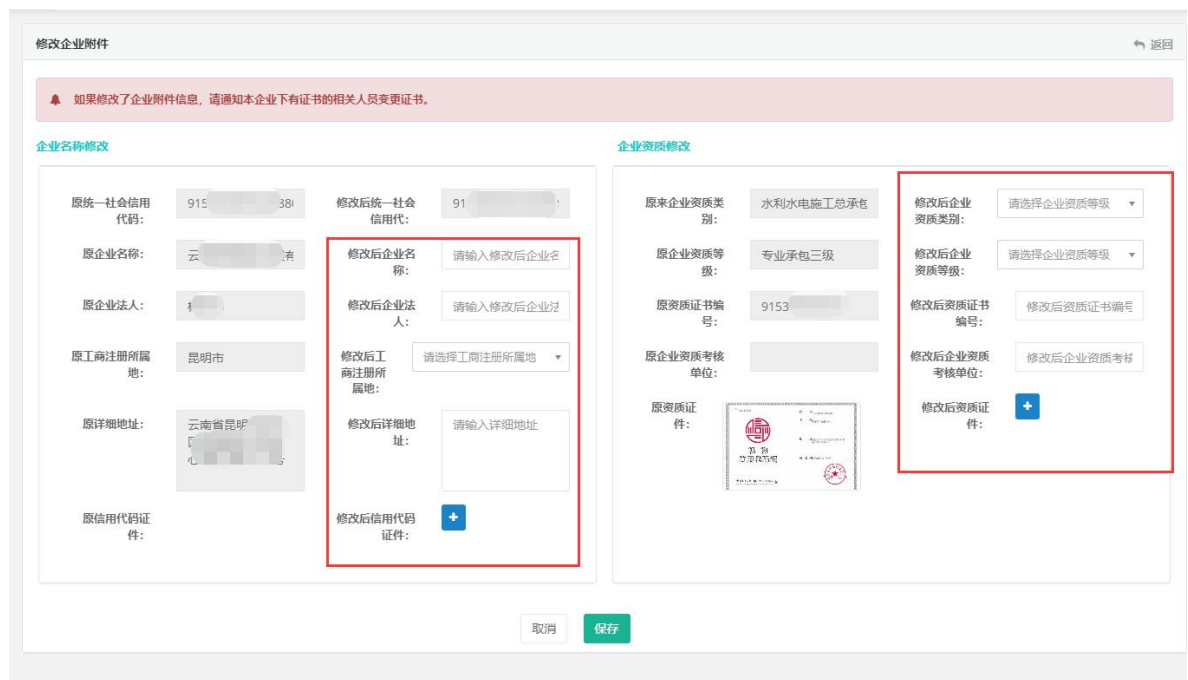 修改企业附件
返回
如果修改了企业附件信息，请通知本企业下有证书的相关人员变更证书。
企业名称修改
企业资质修改
原统一社会信用
代码：
915
修改后统一社会
信用代：
91
原来企业资质类
别：
水利水电施工总承包
修改后企业
资质类别：
请选择企业资质等级
原企业名称：
云
修改后企业名
称：
请输入修改后企业名
原企业资质等
级：
专业承包三级
修改后企业
资质等级：
请选择企业资质等级
原企业法人：
修改后企业法
人：
请输入修改后企业法
原资质证书编
号：
9153
修改后资质证书
编号：
修改后资质证书编号
原工商注册所属
地：
昆明市
修改后工
商注册所
属地：
请选择工商注册所属地
原企业资质考核
单位：
修改后企业资质
考核单位：
修改后企业资质考核
原详细地址：
云南省昆明
修改后详细地
址：
请输入详细地址
原资质证
件：
修改后资质证
件：
原信用代码证
件：
修改后信用代码
证件：
取消
保存